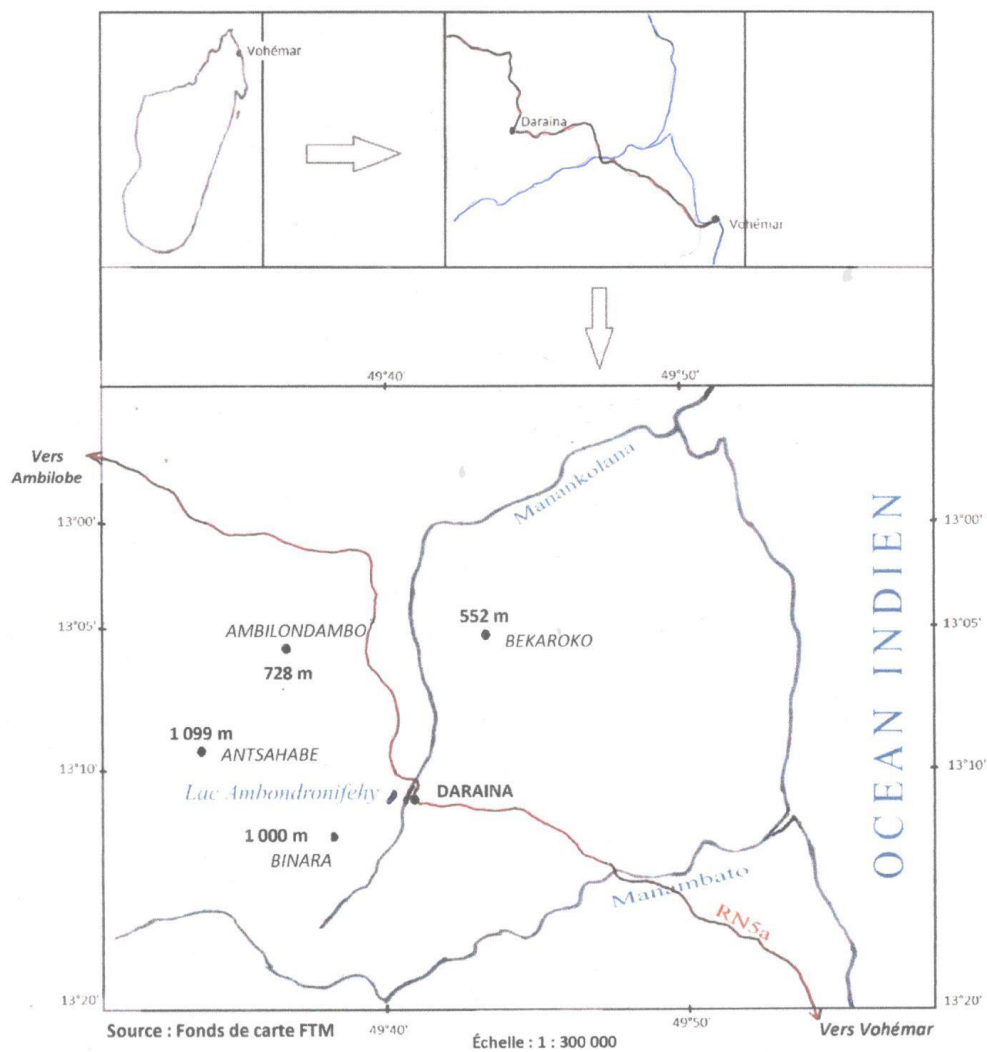 Vohémar
Daraina
Vohémar
49°40'
49°50'
Vers
Ambilobe
Manankolana
13°00'
13°00'
OCEAN INDIEN
552 m
BEKAROKO
13°05'
13°05'
AMBILONDAMBO
728 m
1 099 m
ANTSAHABE
13°10'
13°10'
Lac Ambondronifehy
DARAINA
1 000 m
BINARA
Manambato
RN5a
13°20'
13°20'
49°40'
49°50'
Source : Fonds de carte FTM
Échelle : 1 : 300 000
Vers Vohémar